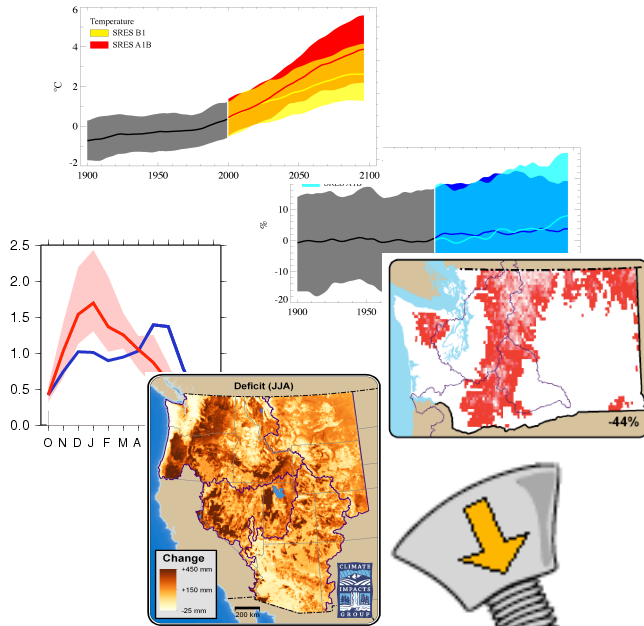 Temperature
SRES B1
SRES A1B
6
4
2
0
-2
°C
1900
1950
2000
2050
2100
SRES A1B
10
0
-10
-20
%
1900
1950
2.5
2.0
1.5
1.0
0.5
0.0
O N D J F M A
-44%
Deficit (JJA)
Change
+450 mm
+150 mm
-25 mm
200 km
CLIMATE
IMPACTS
GROUP